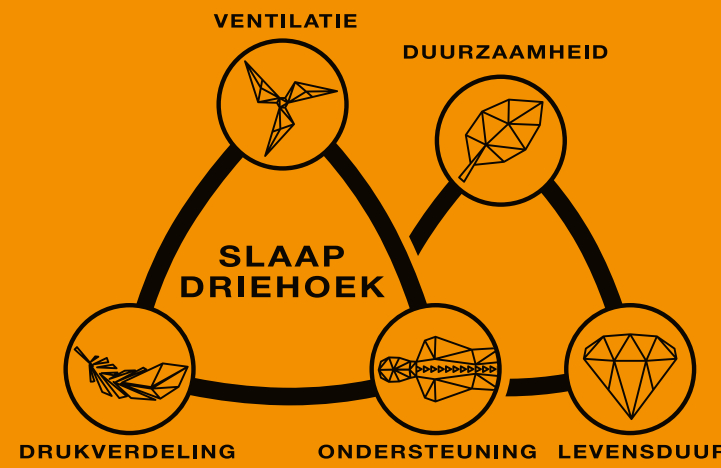 VENTILATIE
DUURZAAMHEID
SLAAP
DRIEHOEK
DRUKVERDELING
ONDERSTEUNING
LEVENSDUUR